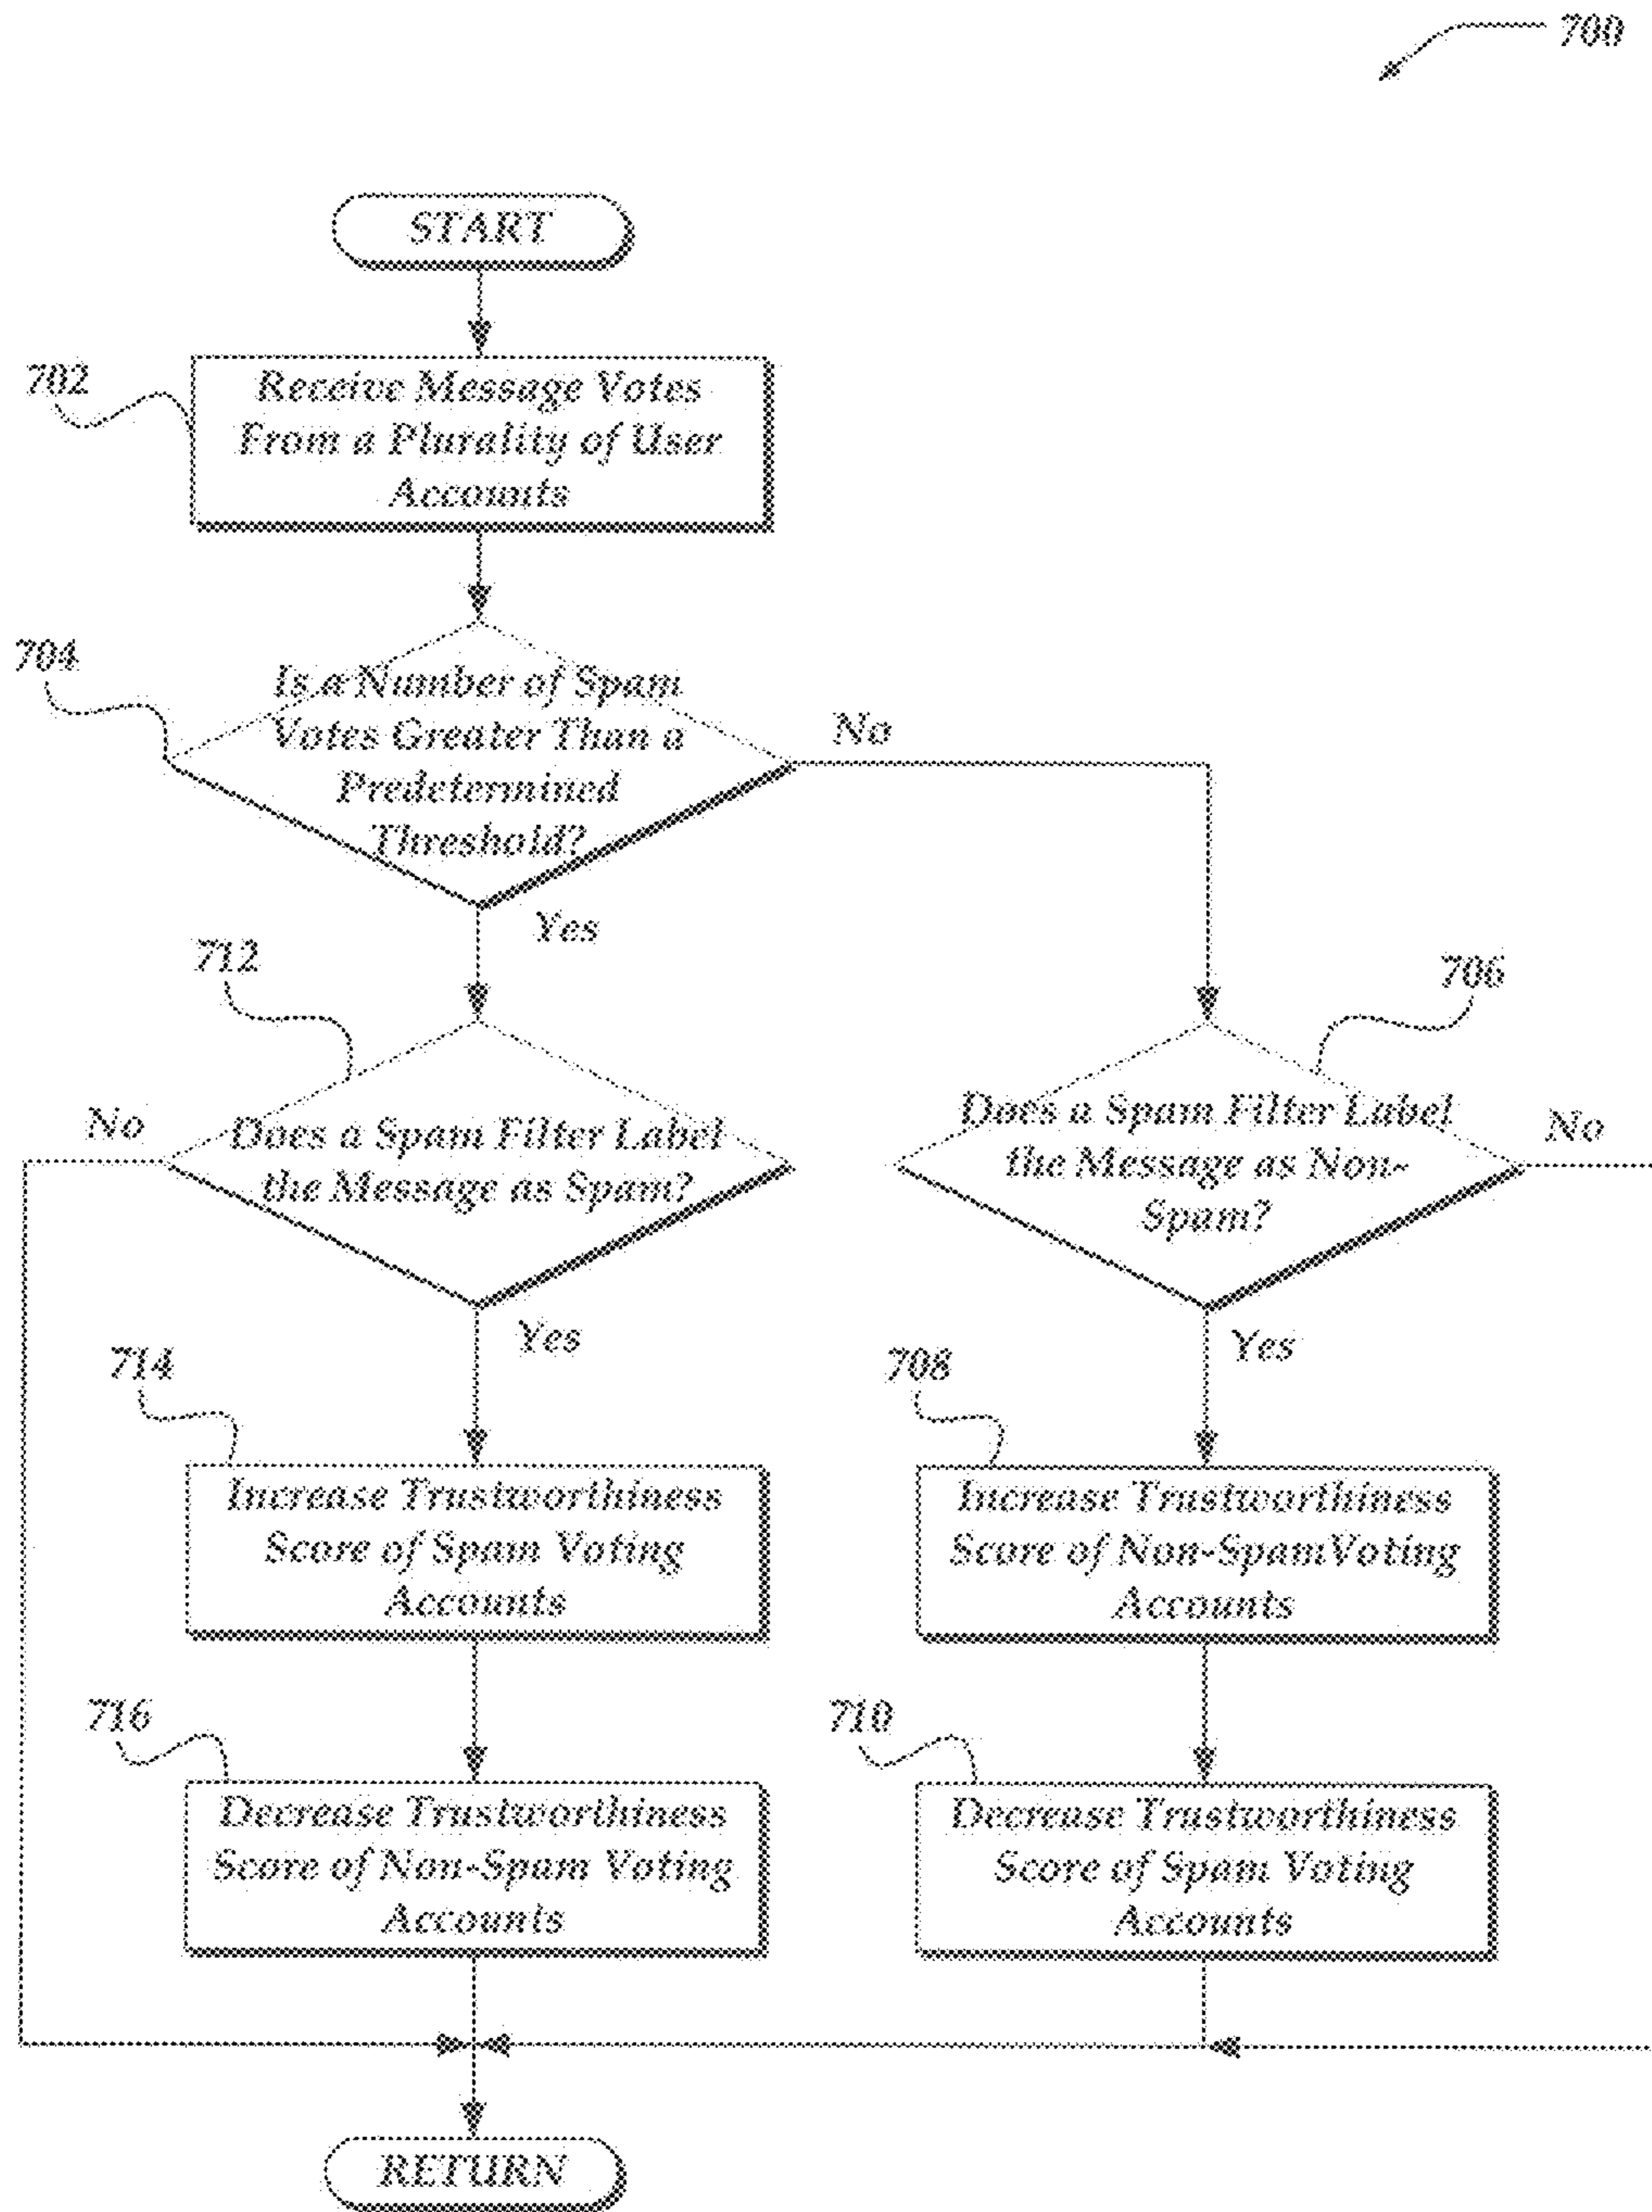 700
START
702
Receive Message Votes
From a Plurality of User
Accounts
704
Is a Number of Spam
Votes Greater Than a
Predetermined
Threshold?
No
Yes
712
706
No
Does a Spam Filter Label
the Message as Spam?
Does a Spam Filter Label
the Message as Non-
Spam?
No
Yes
Yes
714
708
Increase Trustworthiness
Score of Spam Voting
Accounts
Increase Trustworthiness
Score of Non-SpamVoting
Accounts
716
710
Decrease Trustworthiness
Score of Non-Spam Voting
Accounts
Decrease Trustworthiness
Score of Spam Voting
Accounts
RETURN